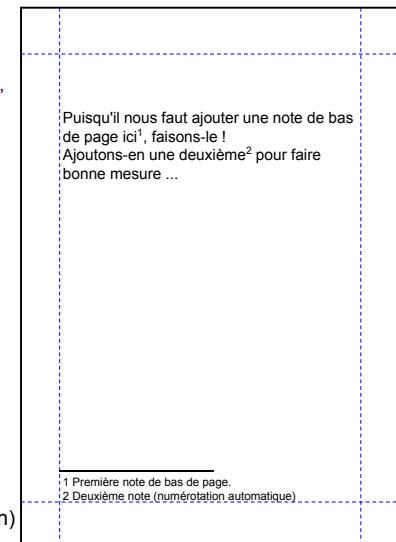 Puisqu'il nous faut ajouter une note de bas
de page ici¹, faisons-le !
Ajoutons-en une deuxième² pour faire
bonne mesure ...
1 Première note de bas de page.
2 Deuxième note (numérotation automatique)